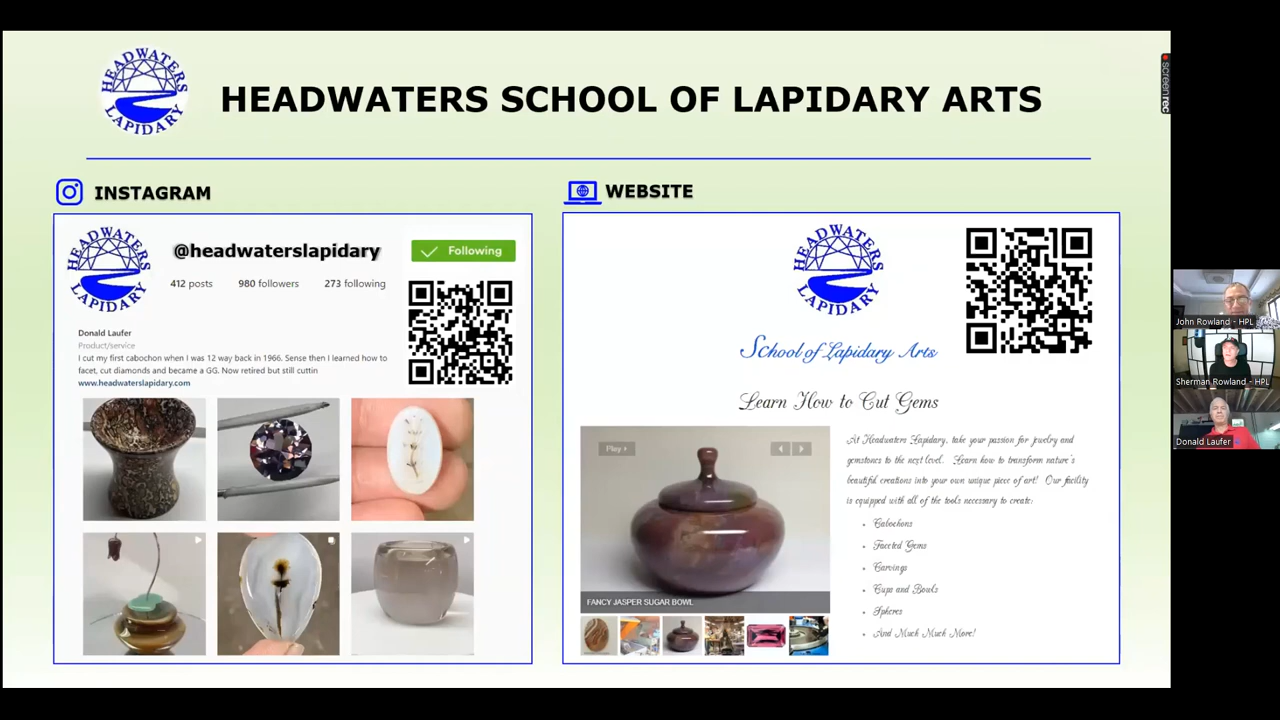 HEADWATERS LAPIDARY
HEADWATERS SCHOOL OF LAPIDARY ARTS
screenrec
INSTAGRAM
HEADWATERS LAPIDARY
@headwaterslapidary
Following
412 posts 980 followers 273 following
Donald Laufer
Product/service
I cut my first cabochon when I was 12 way back in 1966. Sense then I learned how to
facet, cut diamonds and became a GG. Now retired but still cuttin
www.headwaterslapidary.com
WEBSITE
HEADWATERS LAPIDARY
School of Lapidary Arts
Learn How to Cut Gems
Play
FANCY JASPER SUGAR BOWL
At Headwaters Lapidary, take your passion for jewelry and
gemstones to the next level. Learn how to transform nature's
beautiful creations into your own unique piece of art! Our facility
is equipped with all of the tools necessary to create:
• Cabochons
• Faceted Gems
• Carvings
• Cups and Bowls
• Spheres
• And Much Much More!
John Rowland - HPL
Sherman Rowland - HPL
Donald Laufer